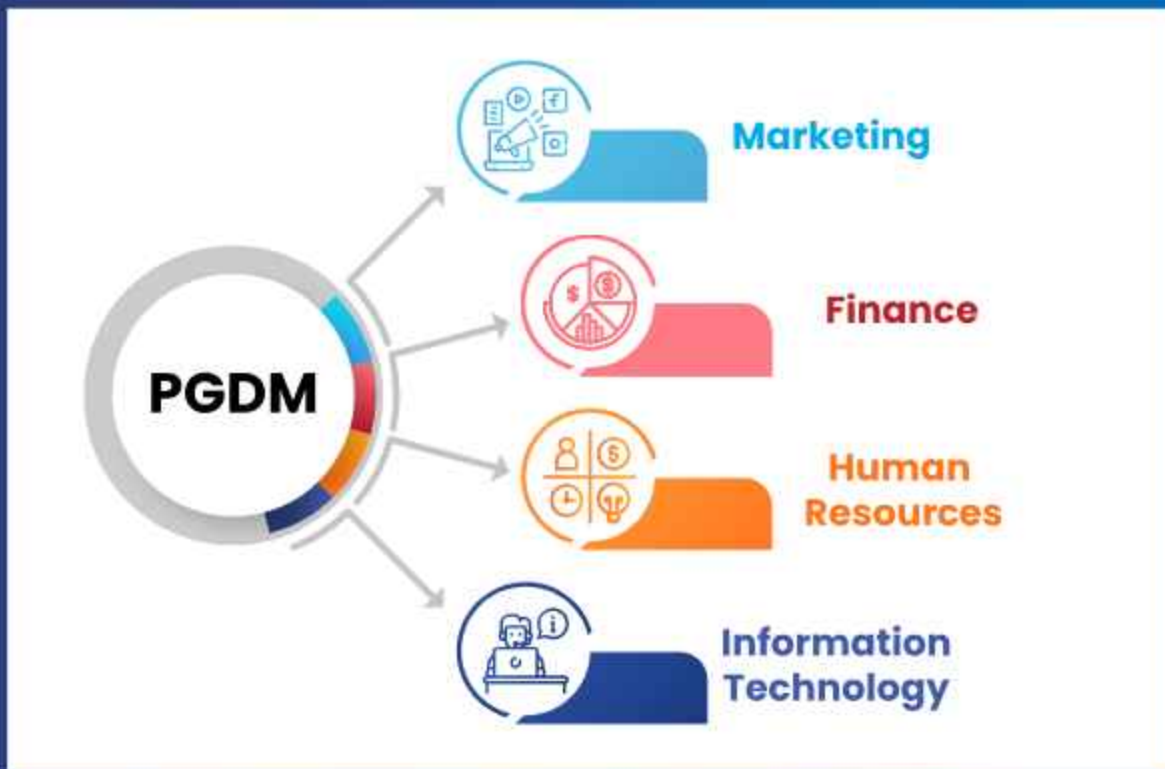 PGDM
Marketing
Finance
Human
Resources
Information
Technology